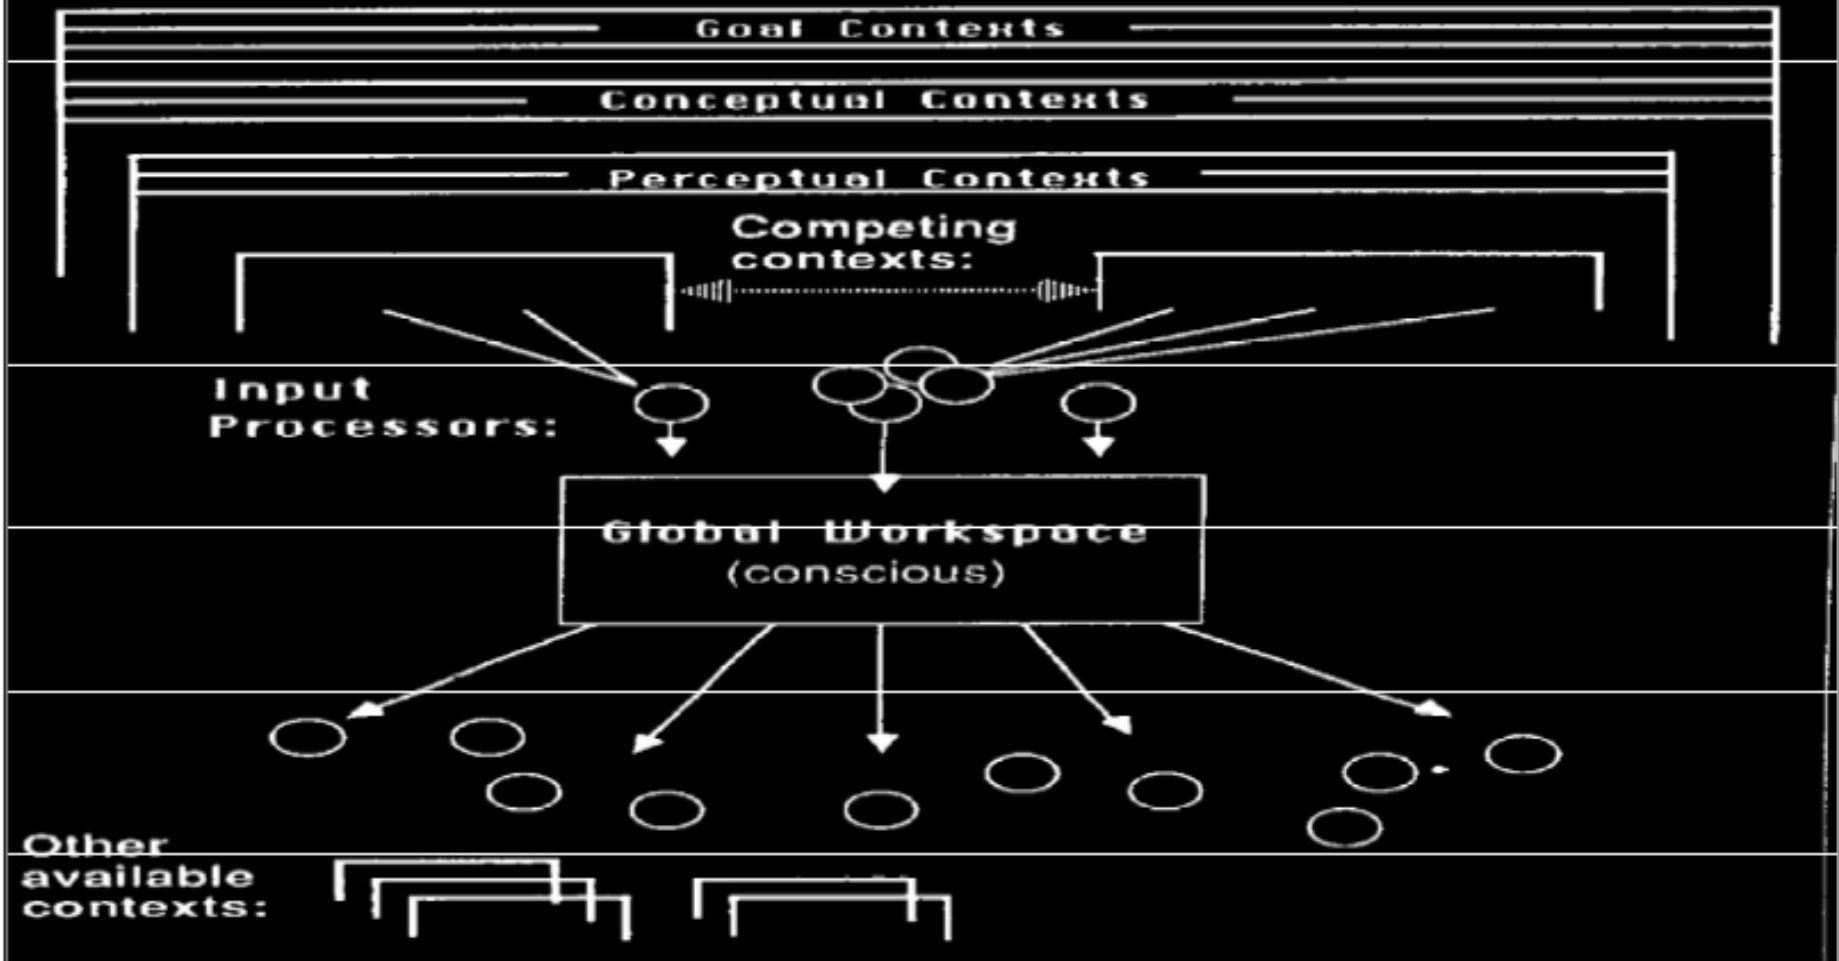 Goal Contexts
Conceptual Contexts
Perceptual Contexts
Competing
contexts:
Input
Processors:
Global Workspace
(conscious)
Other
available
contexts: